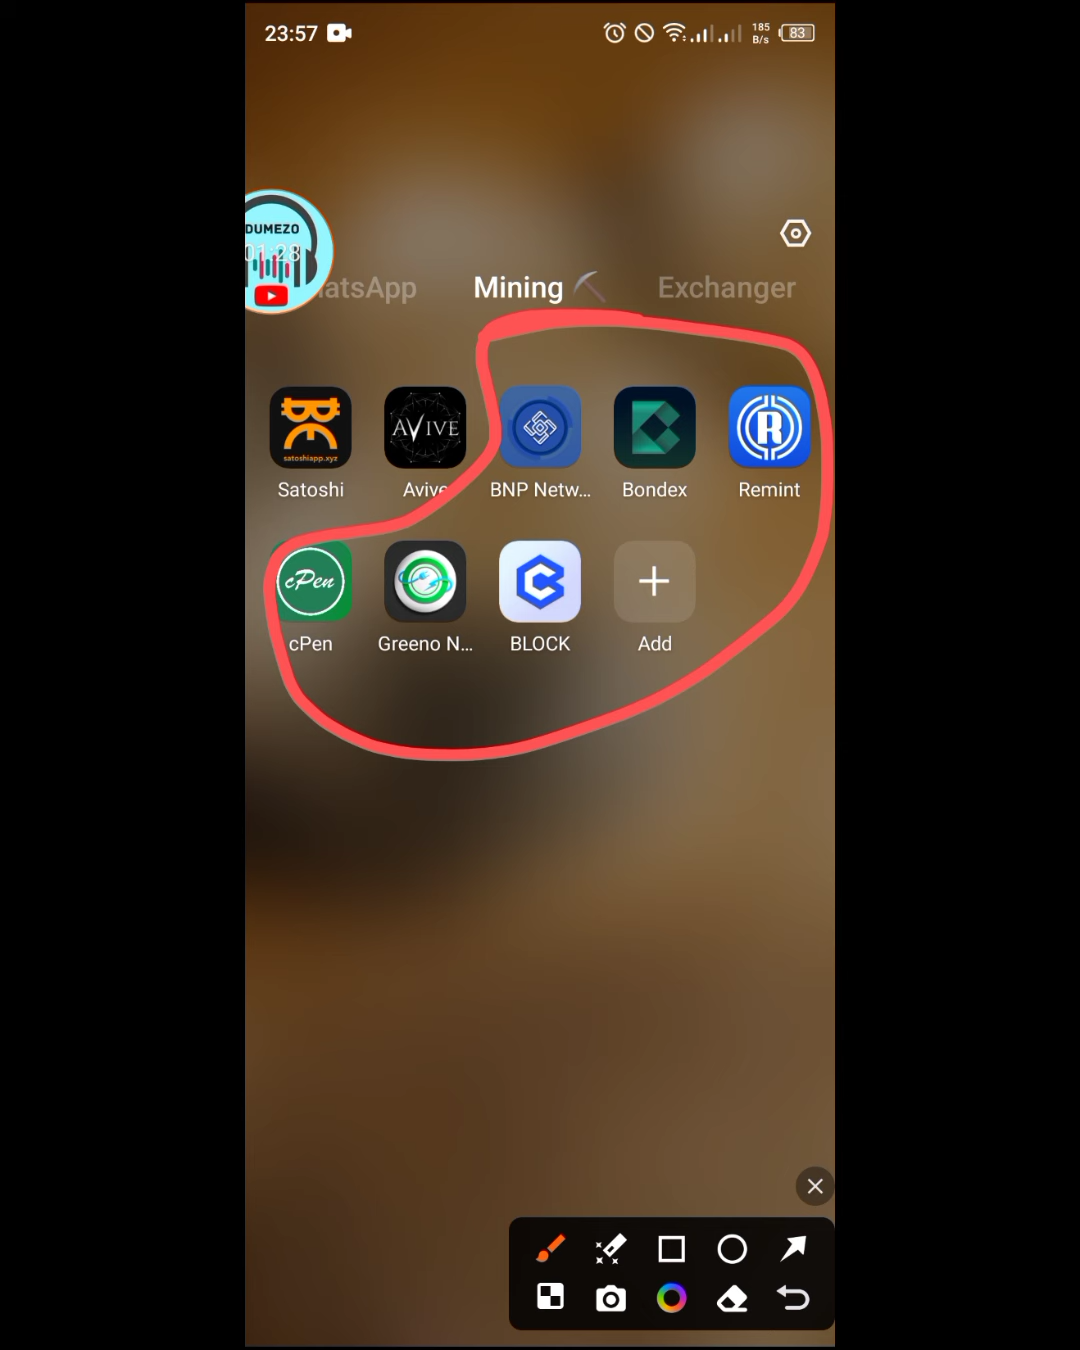 23:57
185
B/s
83
DUMEZO
01:28
atsApp
Mining
Exchanger
satoshiapp.xyz
AVIVE
R
Satoshi
Avive
BNP Netw...
Bondex
Remint
cPen
cPen
Greeno N...
BLOCK
Add